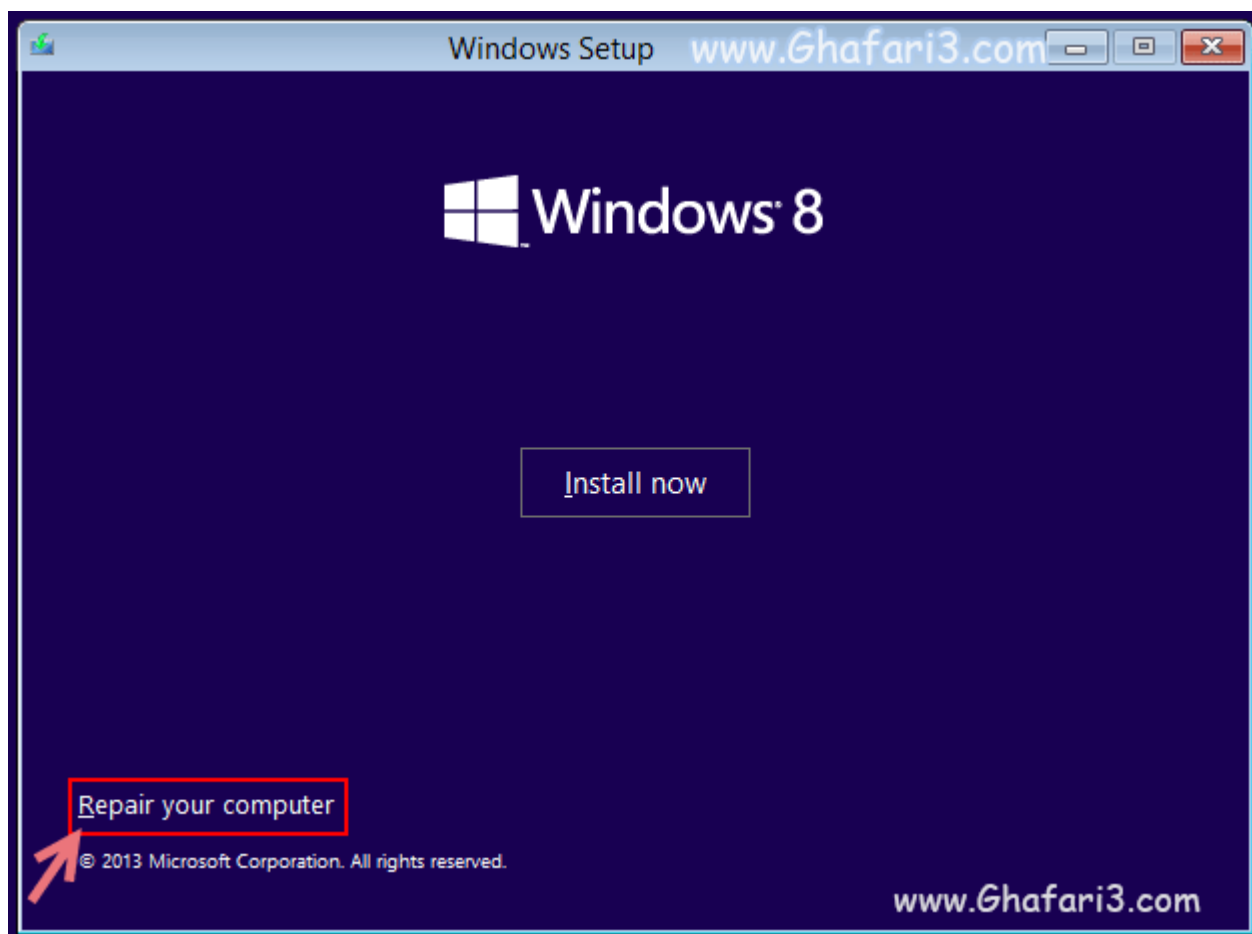 Windows Setup www.Ghafari3.com
Windows 8
Install now
Repair your computer
© 2013 Microsoft Corporation. All rights reserved.
www.Ghafari3.com